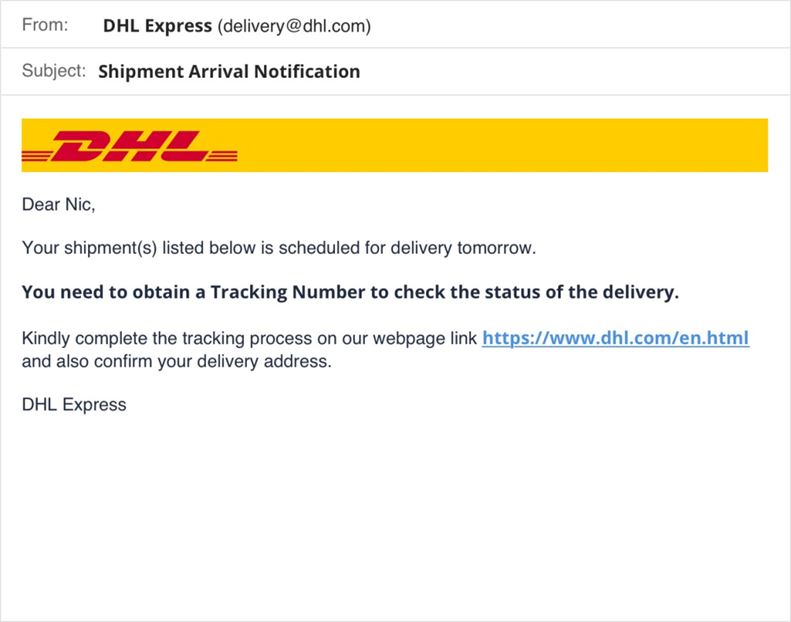 From: DHL Express (delivery@dhl.com)
Subject: Shipment Arrival Notification
DHL
Dear Nic,
Your shipment(s) listed below is scheduled for delivery tomorrow.
You need to obtain a Tracking Number to check the status of the delivery.
Kindly complete the tracking process on our webpage link https://www.dhl.com/en.html
and also confirm your delivery address.
DHL Express